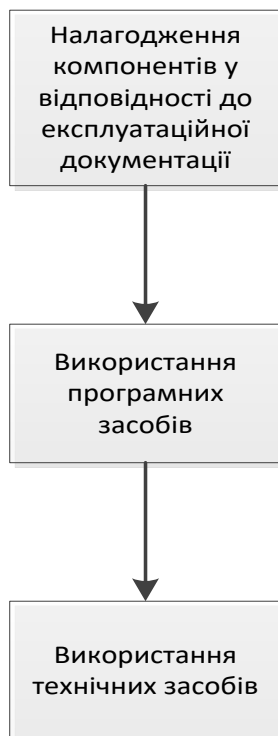 Налагодження
компонентів у
відповідності до
експлуатаційної
документації
Використання
програмних
засобів
Використання
технічних засобів